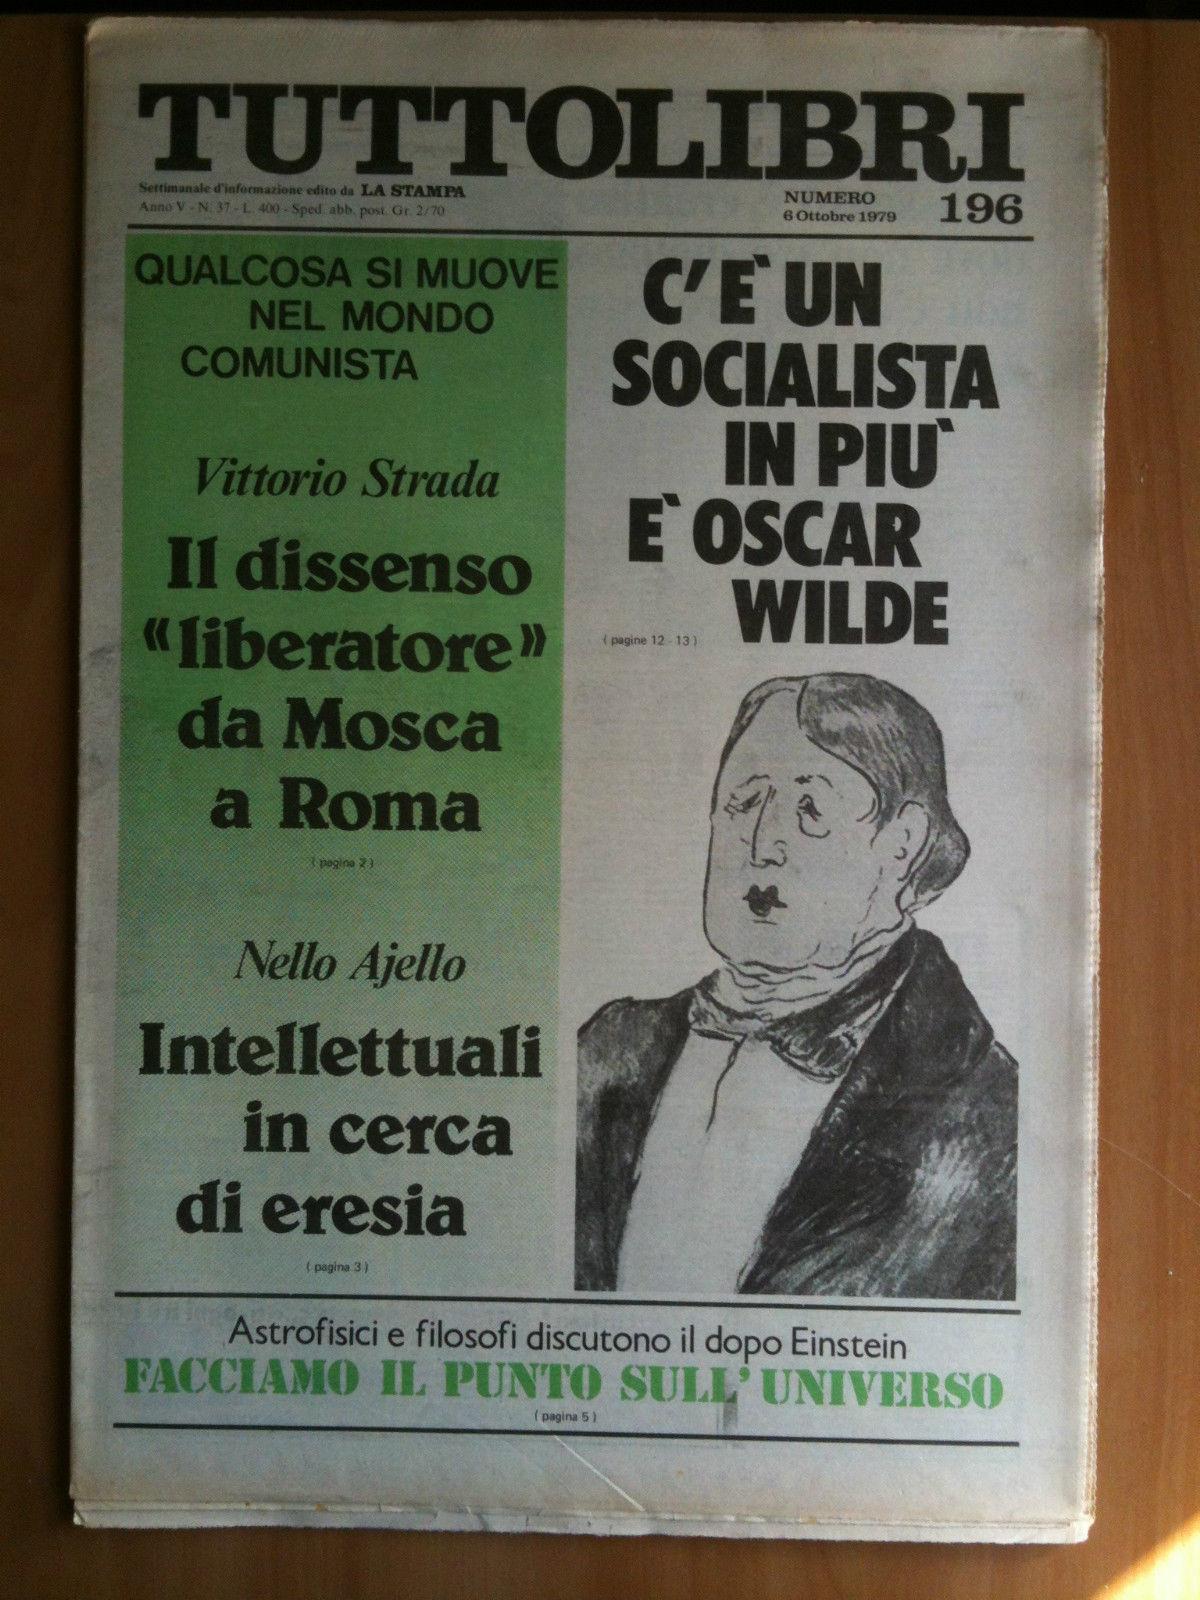 TUTTOLIBRI
Settimanale d'informazione edito da LA STAMPA
Anno V - N. 37 - L. 400 - Sped. abb. post. Gr. 2/70
NUMERO
6 Ottobre 1979
196
QUALCOSA SI MUOVE
NEL MONDO
COMUNISTA
Vittorio Strada
Il dissenso
«liberatore»
da Mosca
a Roma
( pagina 2 )
Nello Ajello
Intellettuali
in cerca
di eresia
( pagina 3 )
C'E` UN
SOCIALISTA
IN PIU`
E` OSCAR
WILDE
( pagine 12 - 13 )
Astrofisici e filosofi discutono il dopo Einstein
FACCIAMO IL PUNTO SULL'UNIVERSO
( pagina 5 )